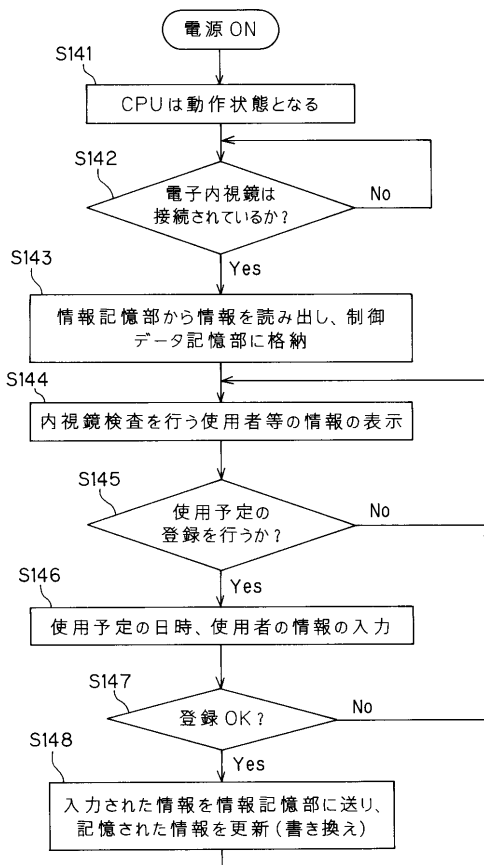 電源ON
S141
CPUは動作状態となる
S142
電子内視鏡は
接続されているか?
No
Yes
S143
情報記憶部から情報を読み出し、制御
データ記憶部に格納
S144
内視鏡検査を行う使用者等の情報の表示
S145
使用予定の
登録を行うか?
No
Yes
S146
使用予定の日時、使用者の情報の入力
S147
登録OK?
No
Yes
S148
入力された情報を情報記憶部に送り、
記憶された情報を更新(書き換え)